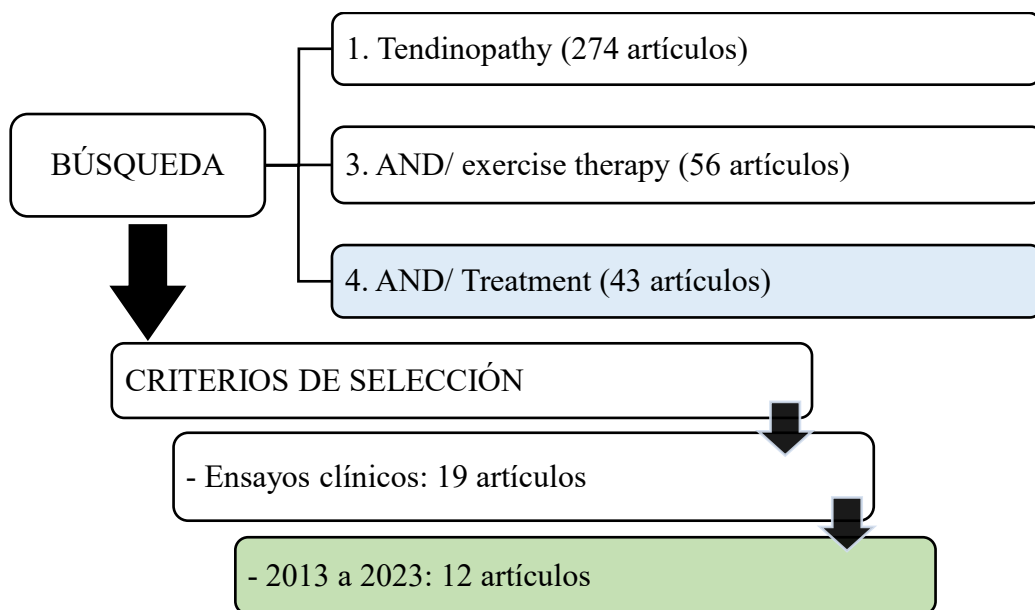 1. Tendinopathy (274 artículos)
BÚSQUEDA
3. AND/ exercise therapy (56 artículos)
4. AND/ Treatment (43 artículos)
CRITERIOS DE SELECCIÓN
- Ensayos clínicos: 19 artículos
- 2013 a 2023: 12 artículos